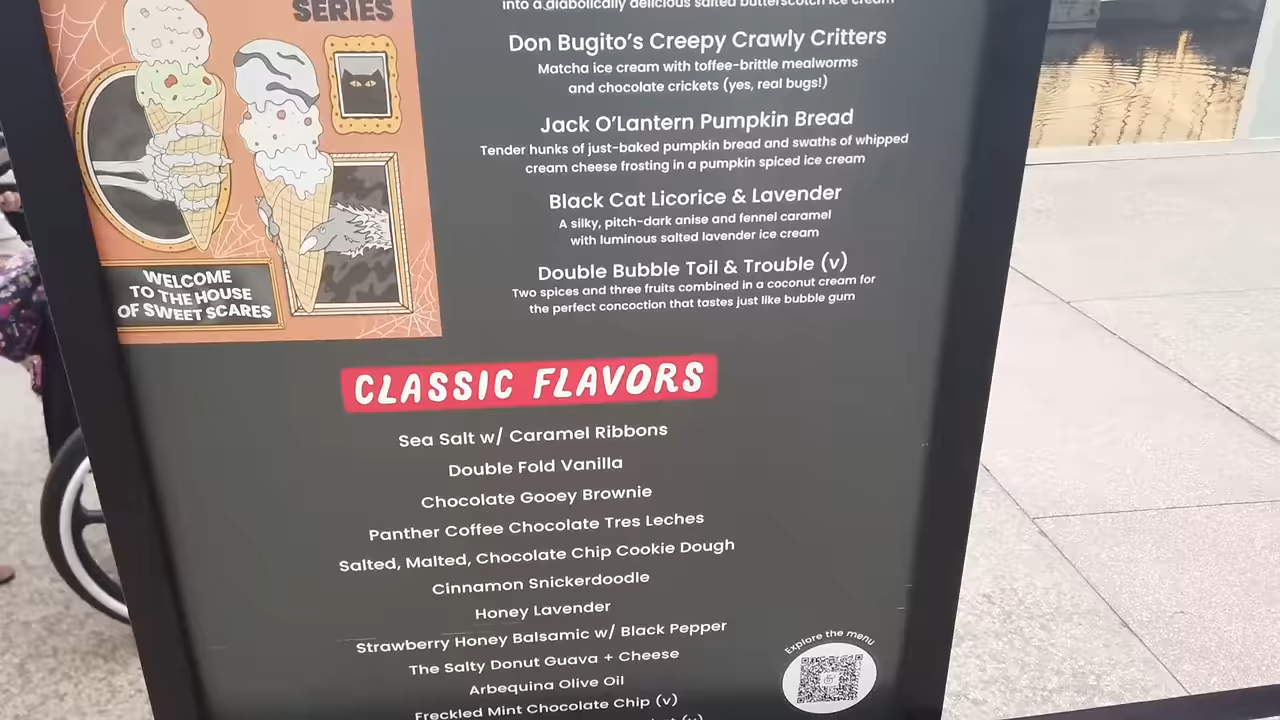 SERIES
WELCOME
TO THE HOUSE
OF SWEET SCARES
into a diabolically delicious salted butterscotch ice cream
Don Bugito's Creepy Crawly Critters
Matcha ice cream with toffee-brittle mealworms
and chocolate crickets (yes, real bugs!)
Jack O'Lantern Pumpkin Bread
Tender hunks of just-baked pumpkin bread and swaths of whipped
cream cheese frosting in a pumpkin spiced ice cream
Black Cat Licorice & Lavender
A silky, pitch-dark anise and fennel caramel
with luminous salted lavender ice cream
Double Bubble Toil & Trouble (v)
Two spices and three fruits combined in a coconut cream for
the perfect concoction that tastes just like bubble gum
CLASSIC FLAVORS
Sea Salt w/ Caramel Ribbons
Double Fold Vanilla
Chocolate Gooey Brownie
Panther Coffee Chocolate Tres Leches
Salted, Malted, Chocolate Chip Cookie Dough
Cinnamon Snickerdoodle
Honey Lavender
Strawberry Honey Balsamic w/ Black Pepper
The Salty Donut Guava + Cheese
Arbequina Olive Oil
Freckled Mint Chocolate Chip (v)
(v)
Explore the menu